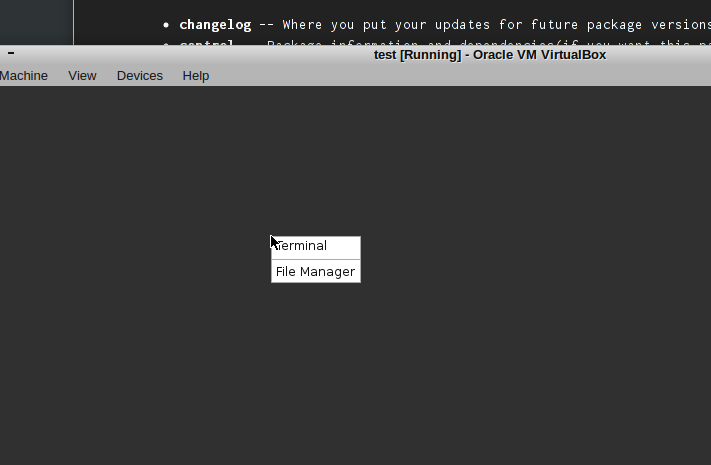 • changelog -- Where you put your updates for future package versions
control -- Package information and dependencies(if you want this
test [Running] - Oracle VM VirtualBox
Machine View Devices Help
Terminal
File Manager